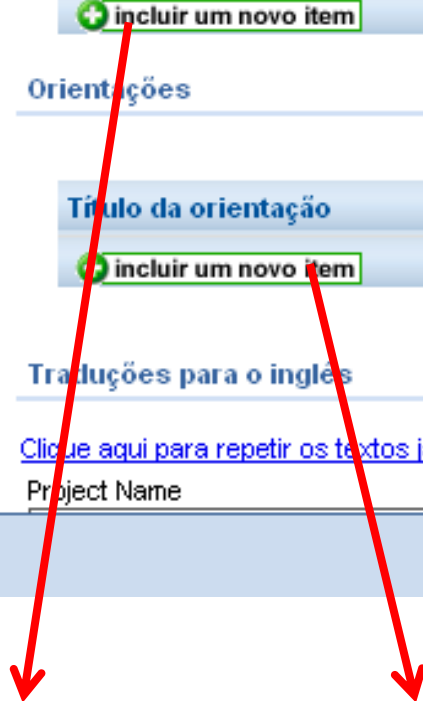 incluir um novo item
Orientações
Título da orientação
incluir um novo item
Traduções para o inglês
Clique aqui para repetir os textos j
Project Name